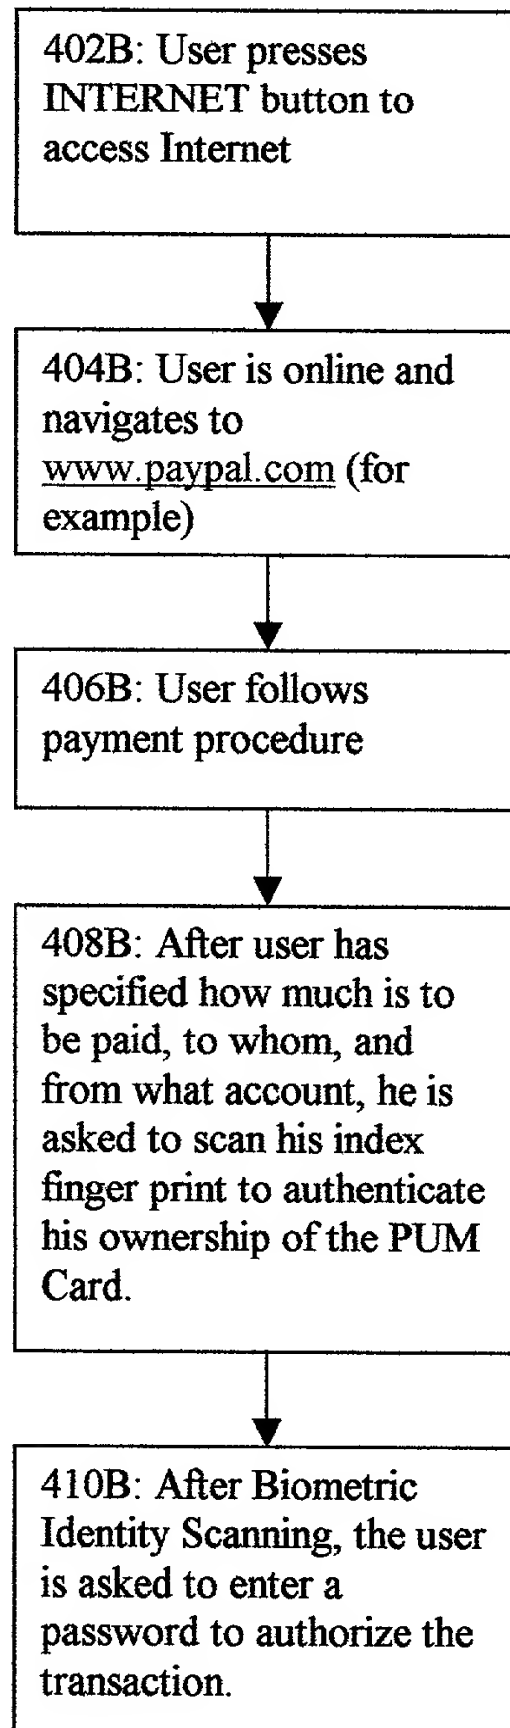 402B: User presses
INTERNET button to
access Internet
404B: User is online and
navigates to
www.paypal.com (for
example)
406B: User follows
payment procedure
408B: After user has
specified how much is to
be paid, to whom, and
from what account, he is
asked to scan his index
finger print to authenticate
his ownership of the PUM
Card.
410B: After Biometric
Identity Scanning, the user
is asked to enter a
password to authorize the
transaction.